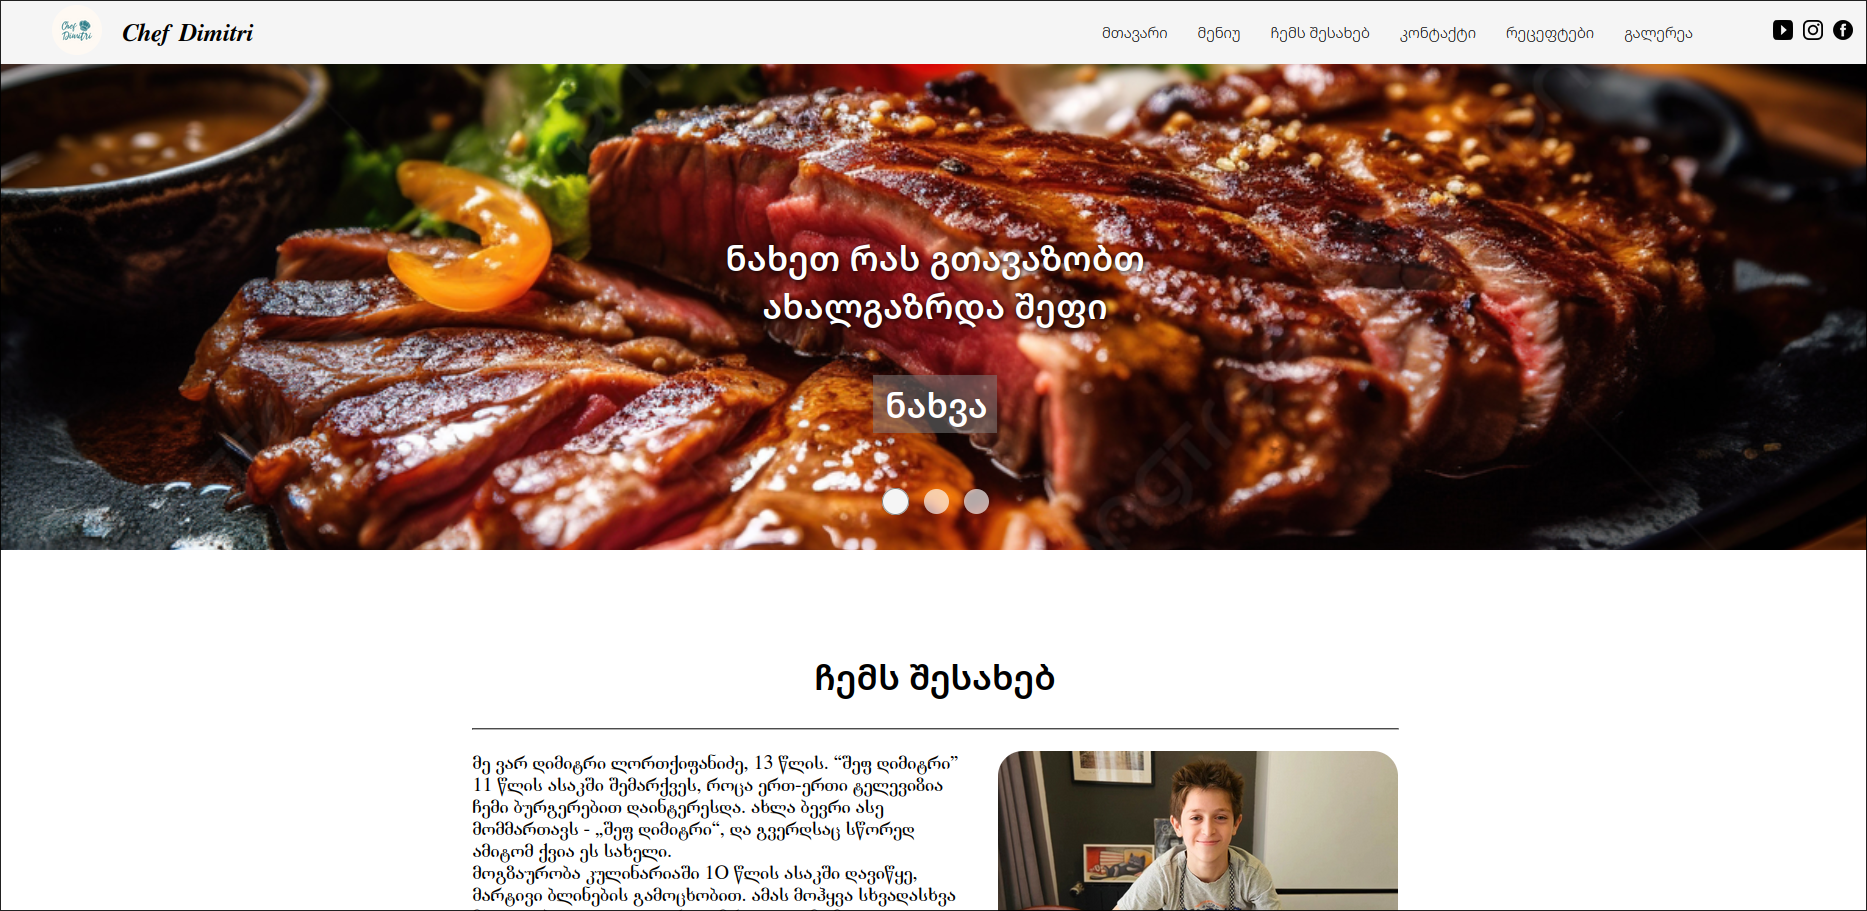 Chef Dimitri
Chef Dimitri
მთავარი მენიუ ჩემს შესახებ კონტაქტი რეცეფტები გალერეა
ნახეთ რას გთავაზობთ
ახალგაზრდა შეფი
ნახვა
ჩემს შესახებ
მე ვარ დიმიტრი ლორთქიფანიძე, 13 წლის. “შეფ დიმიტრი”
11 წლის ასაკში შემარქვეს, როცა ერთ-ერთი ტელევიზია
ჩემი ბურგერებით დაინტერესდა. ახლა ბევრი ასე
მომმართავს - „შეფ დიმიტრი“, და გვერდსაც სწორედ
ამიტომ ქვია ეს სახელი.
მოგზაურობა კულინარიაში 10 წლის ასაკში დავიწყე,
მარტივი ბლინების გამოცხობით. ამას მოჰყვა სხვადასხვა